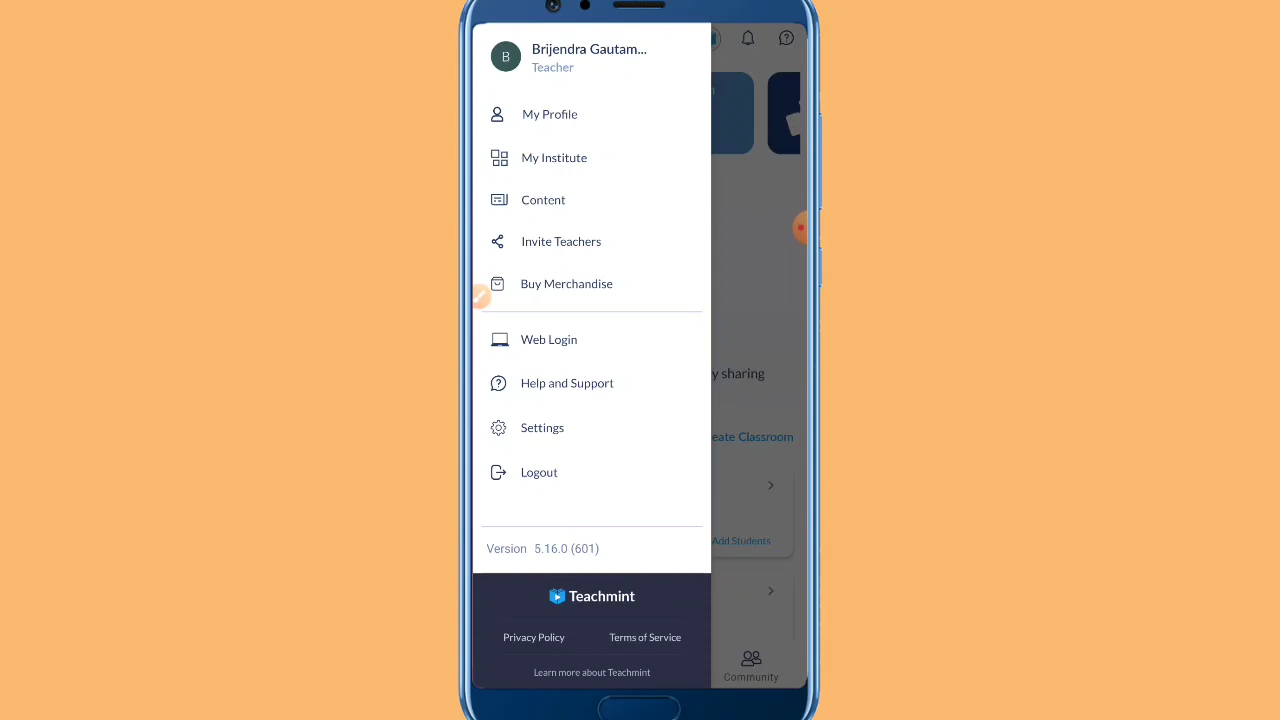 Brijendra Gautam...
Teacher
My Profile
My Institute
Content
Invite Teachers
Buy Merchandise
Web Login
Help and Support
y sharing
Settings
eate Classroom
Logout
Add Students
Version 5.16.0 (601)
Teachmint
Privacy Policy Terms of Service
Learn more about Teachmint
Community